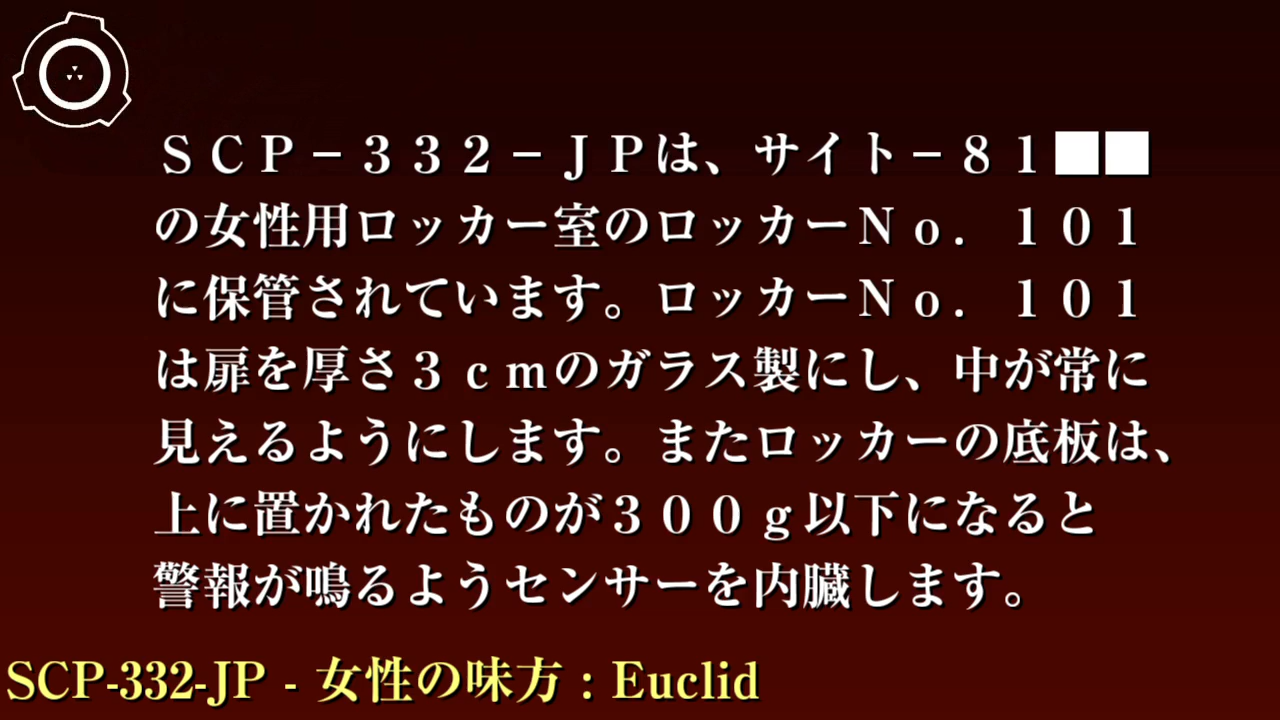 SCP－332－JPは、サイト－81■■
の女性用ロッカー室のロッカーNo．101
に保管されています。ロッカーNo．101
は扉を厚さ3cmのガラス製にし、中が常に
見えるようにします。またロッカーの底板は、
上に置かれたものが300g以下になると
警報が鳴るようセンサーを内臓します。
SCP-332-JP - 女性の味方 : Euclid